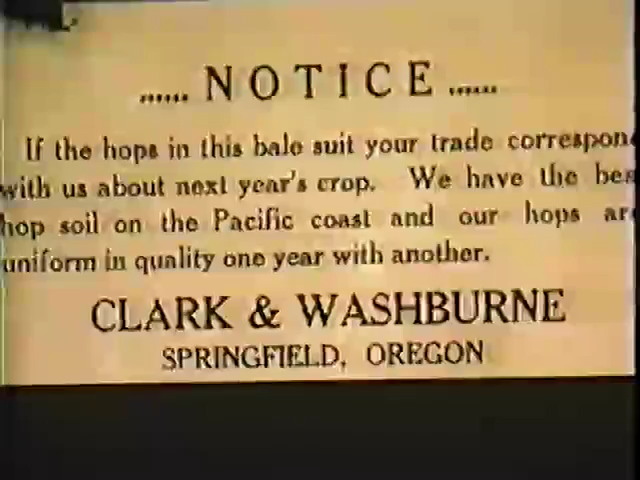 ...... NOTICE ......
If the hops in this bale suit your trade correspon
with us about next year's crop. We have the bes
hop soil on the Pacific coast and our hops are
uniform in quality one year with another.
CLARK & WASHBURNE
SPRINGFIELD, OREGON